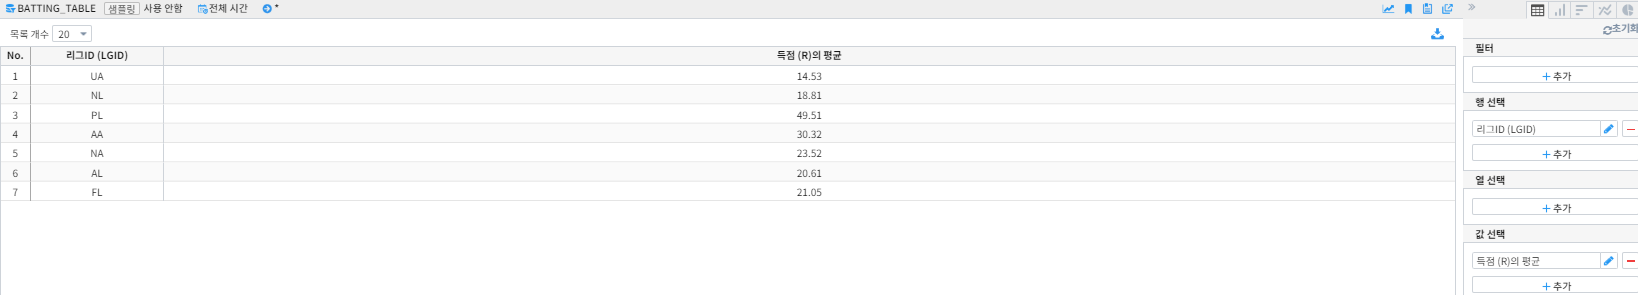 BATTING_TABLE 샘플링 사용 안함 전체 시간 *
목록 개수 20
No. 리그ID (LGID) 득점 (R)의 평균
1 UA 14.53
2 NL 18.81
3 PL 49.51
4 AA 30.32
5 NA 23.52
6 AL 20.61
7 FL 21.05
초기화
필터
+ 추가
행 선택
리그ID (LGID)
+ 추가
열 선택
+ 추가
값 선택
득점 (R)의 평균
+ 추가